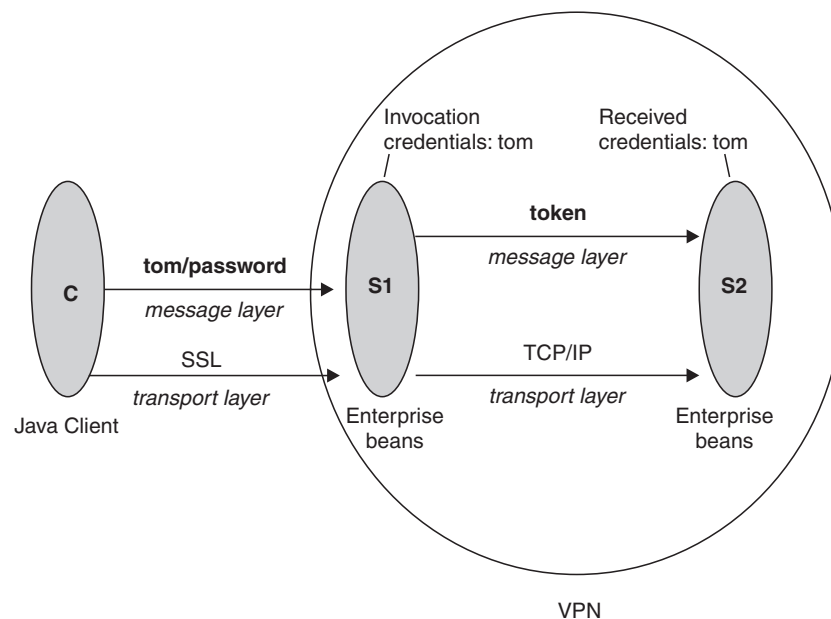 Invocation
credentials: tom
Received
credentials: tom
C
tom/password
message layer
SSL
transport layer
Java Client
S1
Enterprise
beans
token
message layer
TCP/IP
transport layer
S2
Enterprise
beans
VPN